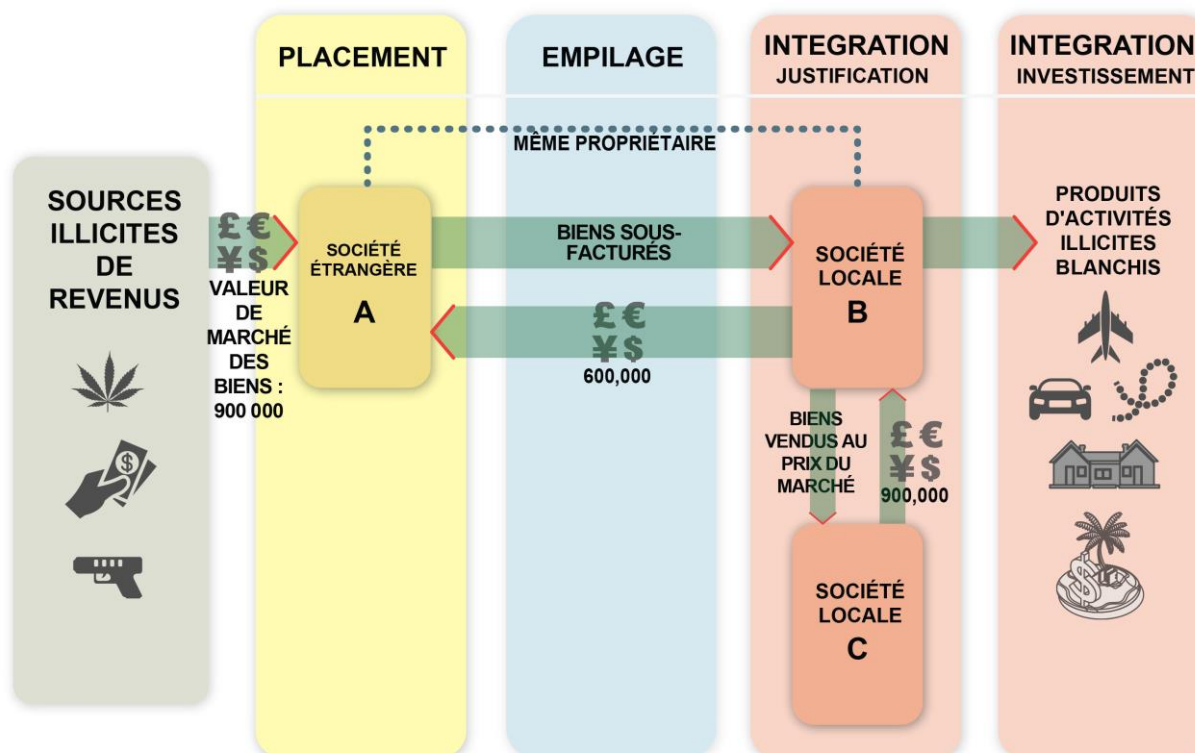 PLACEMENT
EMPILAGE
INTEGRATION
JUSTIFICATION
INTEGRATION
INVESTISSEMENT
MÊME PROPRIÉTAIRE
SOURCES
ILLICITES
DE
REVENUS
£ €
¥ $
VALEUR
DE
MARCHÉ
DES
BIENS :
900 000
SOCIÉTÉ
ÉTRANGÈRE
A
BIENS SOUS-
FACTURÉS
£ €
¥ $
600,000
SOCIÉTÉ
LOCALE
B
BIENS
VENDUS AU
PRIX DU
MARCHÉ
£ €
¥ $
900,000
SOCIÉTÉ
LOCALE
C
PRODUITS
D'ACTIVITÉS
ILLICITES
BLANCHIS
$
$